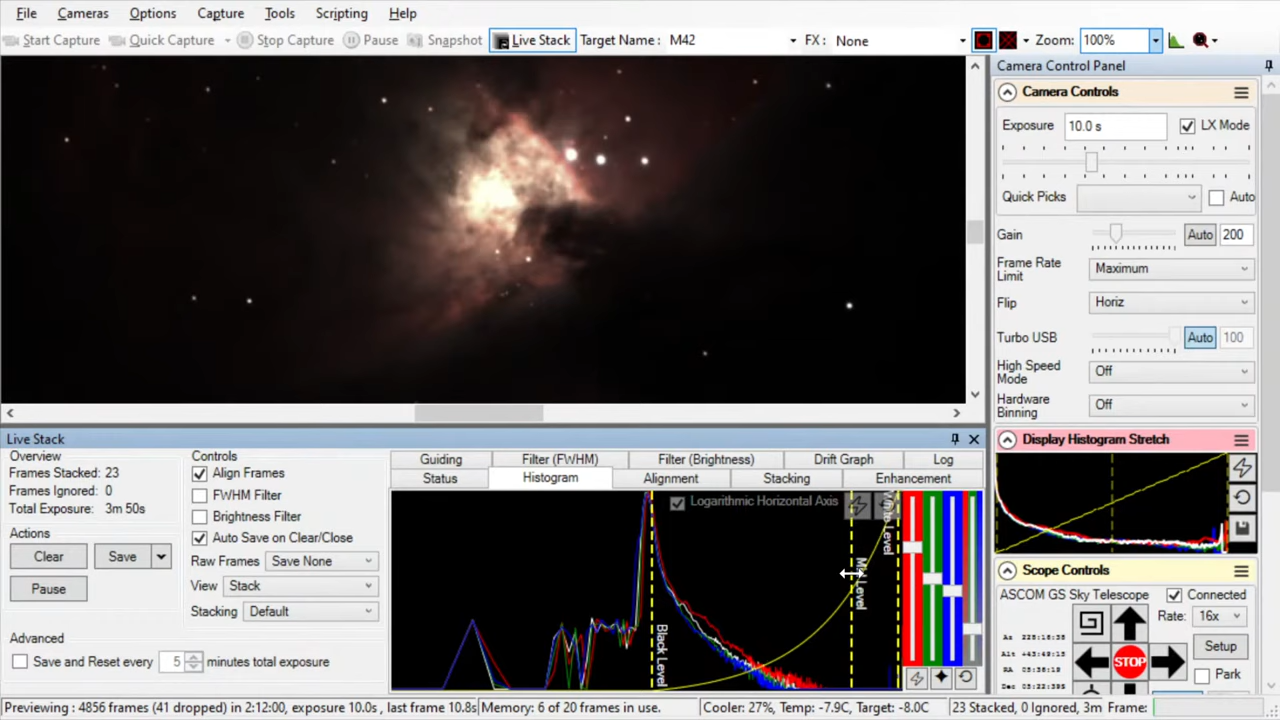 File Cameras Options Capture Tools Scripting Help
Start Capture Quick Capture Stop Capture Pause Snapshot Live Stack Target Name : M42 FX : None Zoom: 100%
Camera Control Panel
Camera Controls
Exposure 10.0 s LX Mode
Quick Picks Auto
Gain Auto 200
Frame Rate
Limit
Maximum
Flip Horiz
Turbo USB Auto 100
High Speed
Mode
Off
Hardware
Binning
Off
Display Histogram Stretch
Scope Controls
ASCOM GS Sky Telescope Connected
Rate: 16x
Setup
STOP
Park
Live Stack
Overview
Frames Stacked: 23
Frames Ignored: 0
Total Exposure: 3m 50s
Actions
Clear Save
Pause
Controls
Align Frames
FWHM Filter
Brightness Filter
Auto Save on Clear/Close
Raw Frames Save None
View Stack
Stacking Default
Advanced
Save and Reset every 5 minutes total exposure
Guiding Filter (FWHM) Filter (Brightness) Drift Graph Log
Status Histogram Alignment Stacking Enhancement
Logarithmic Horizontal Axis
Black Level
Mid Level
White Level
Previewing : 4856 frames (41 dropped) in 2:12:00, exposure 10.0s , last frame 10.8s Memory: 6 of 20 frames in use. Cooler: 27%, Temp: -7.9C, Target: -8.0C 23 Stacked, 0 Ignored, 3m Frame: